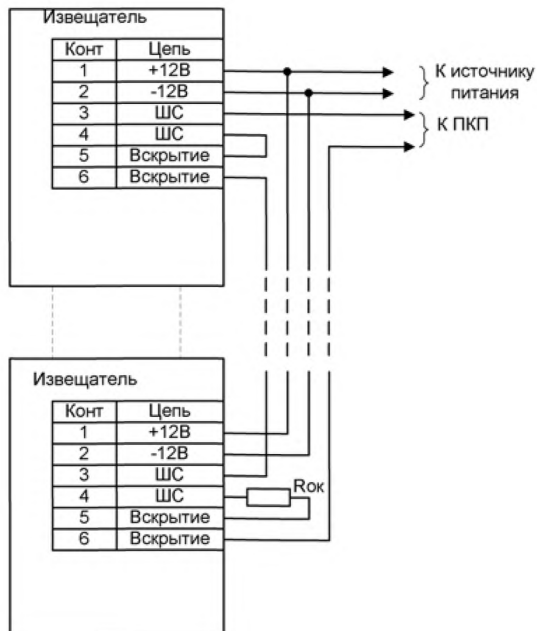 Извещатель
Конт Цепь
1 +12В
2 -12В
3 ШС
4 ШС
5 Вскрытие
6 Вскрытие
К источнику
питания
К ПКП
Извещатель
Конт Цепь
1 +12В
2 -12В
3 ШС
4 ШС
5 Вскрытие
6 Вскрытие
Rок